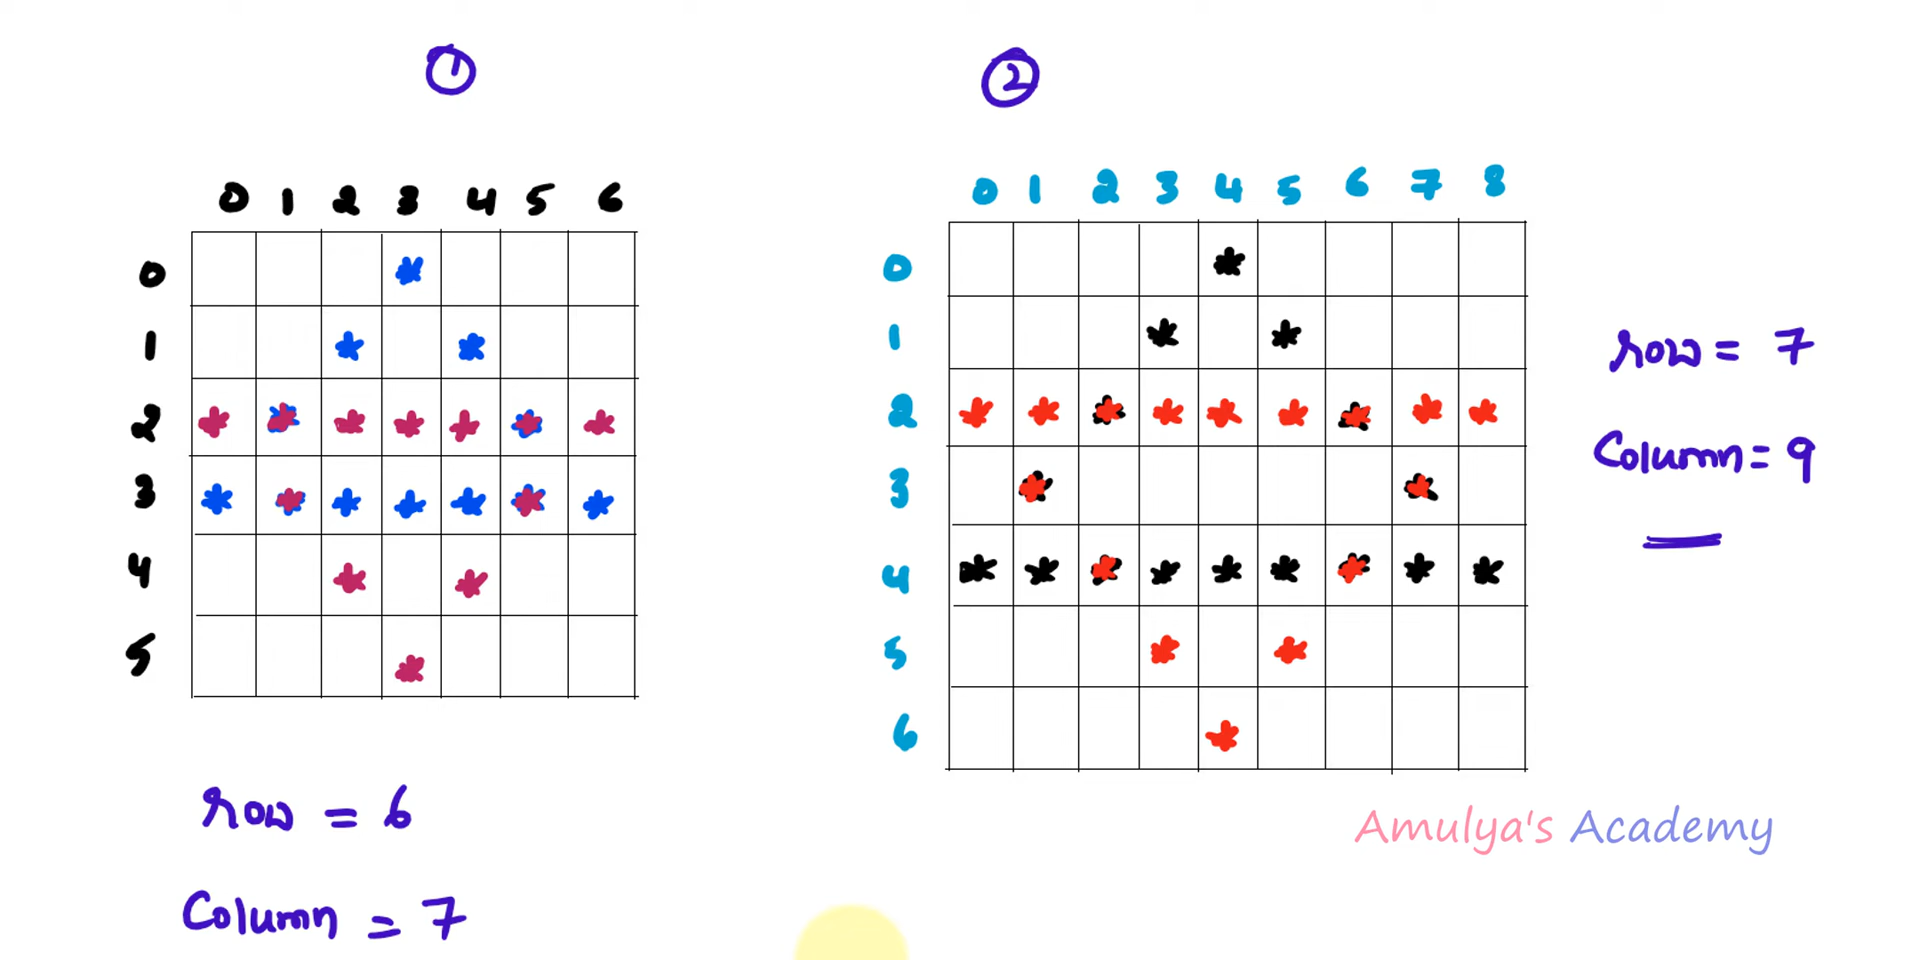 1
0 1 2 3 4 5 6
0 *
1 * *
2 * * * * * * *
3 * * * * * * *
4 * *
5 *
row = 6
Column = 7
2
0 1 2 3 4 5 6 7 8
0 *
1 * *
2 * * * * * * * * *
3 * *
4 * * * * * * * * *
5 * *
6 *
row = 7
Column = 9
Amulya's Academy